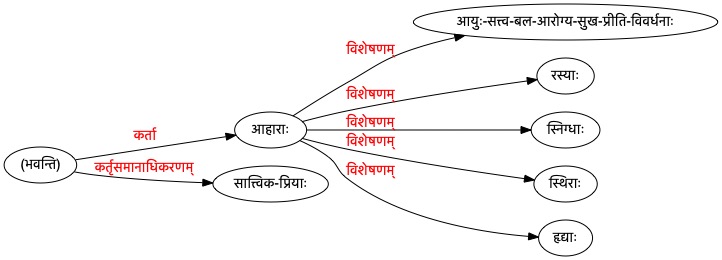 आयुः-सत्त्व-बल-आरोग्य-सुख-प्रीति-विवर्धनाः
विशेषणम्
रस्याः
विशेषणम्
कर्ता
आहाराः
विशेषणम्
स्निग्धाः
विशेषणम्
(भवन्ति)
कर्तृसमानाधिकरणम्
सात्त्विक-प्रियाः
विशेषणम्
स्थिराः
हृद्याः